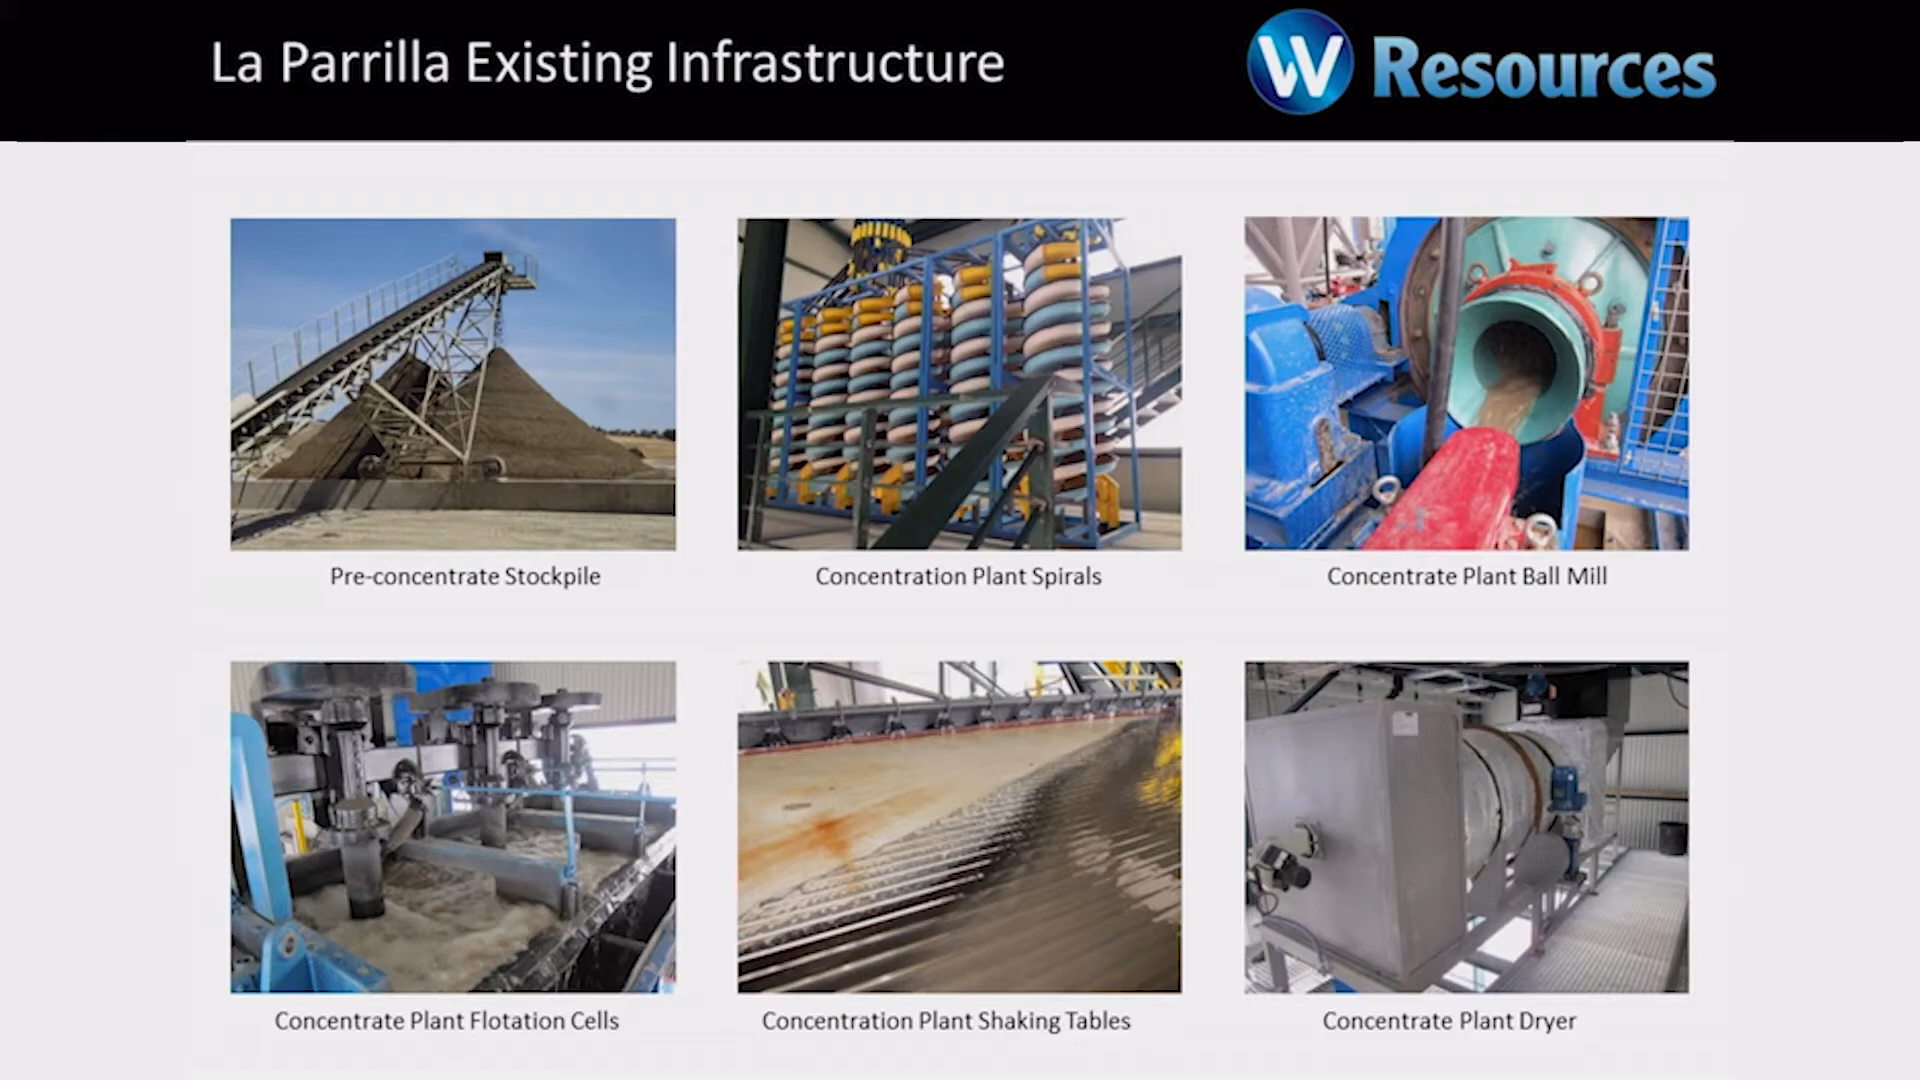 La Parrilla Existing Infrastructure
W Resources
Pre-concentrate Stockpile
Concentration Plant Spirals
Concentrate Plant Ball Mill
Concentrate Plant Flotation Cells
Concentration Plant Shaking Tables
Concentrate Plant Dryer